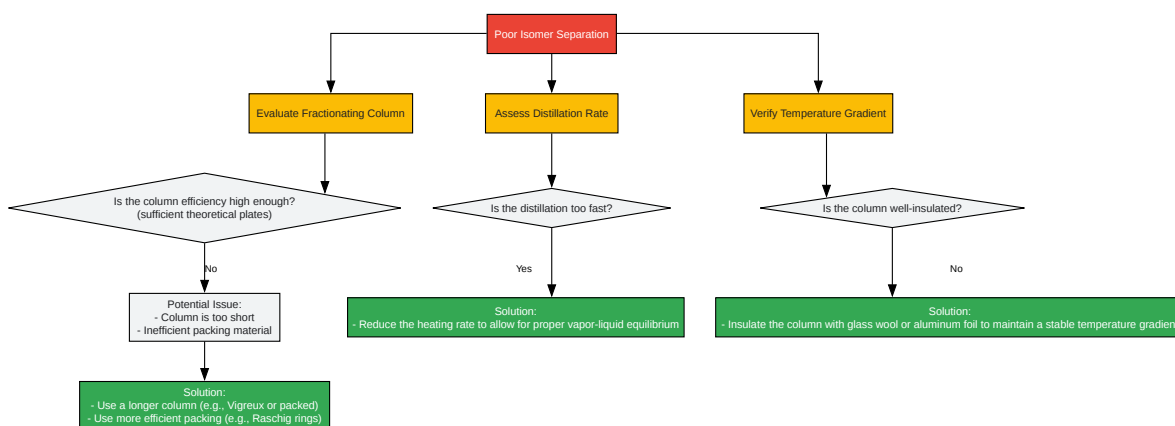 Poor Isomer Separation
Evaluate Fractionating Column
Assess Distillation Rate
Verify Temperature Gradient
Is the column efficiency high enough?
(sufficient theoretical plates)
Is the distillation too fast?
Is the column well-insulated?
No
Yes
No
Potential Issue:
- Column is too short
- Inefficient packing material
Solution:
- Reduce the heating rate to allow for proper vapor-liquid equilibrium
Solution:
- Insulate the column with glass wool or aluminum foil to maintain a stable temperature gradien
Solution:
- Use a longer column (e.g., Vigreux or packed)
- Use more efficient packing (e.g., Raschig rings)